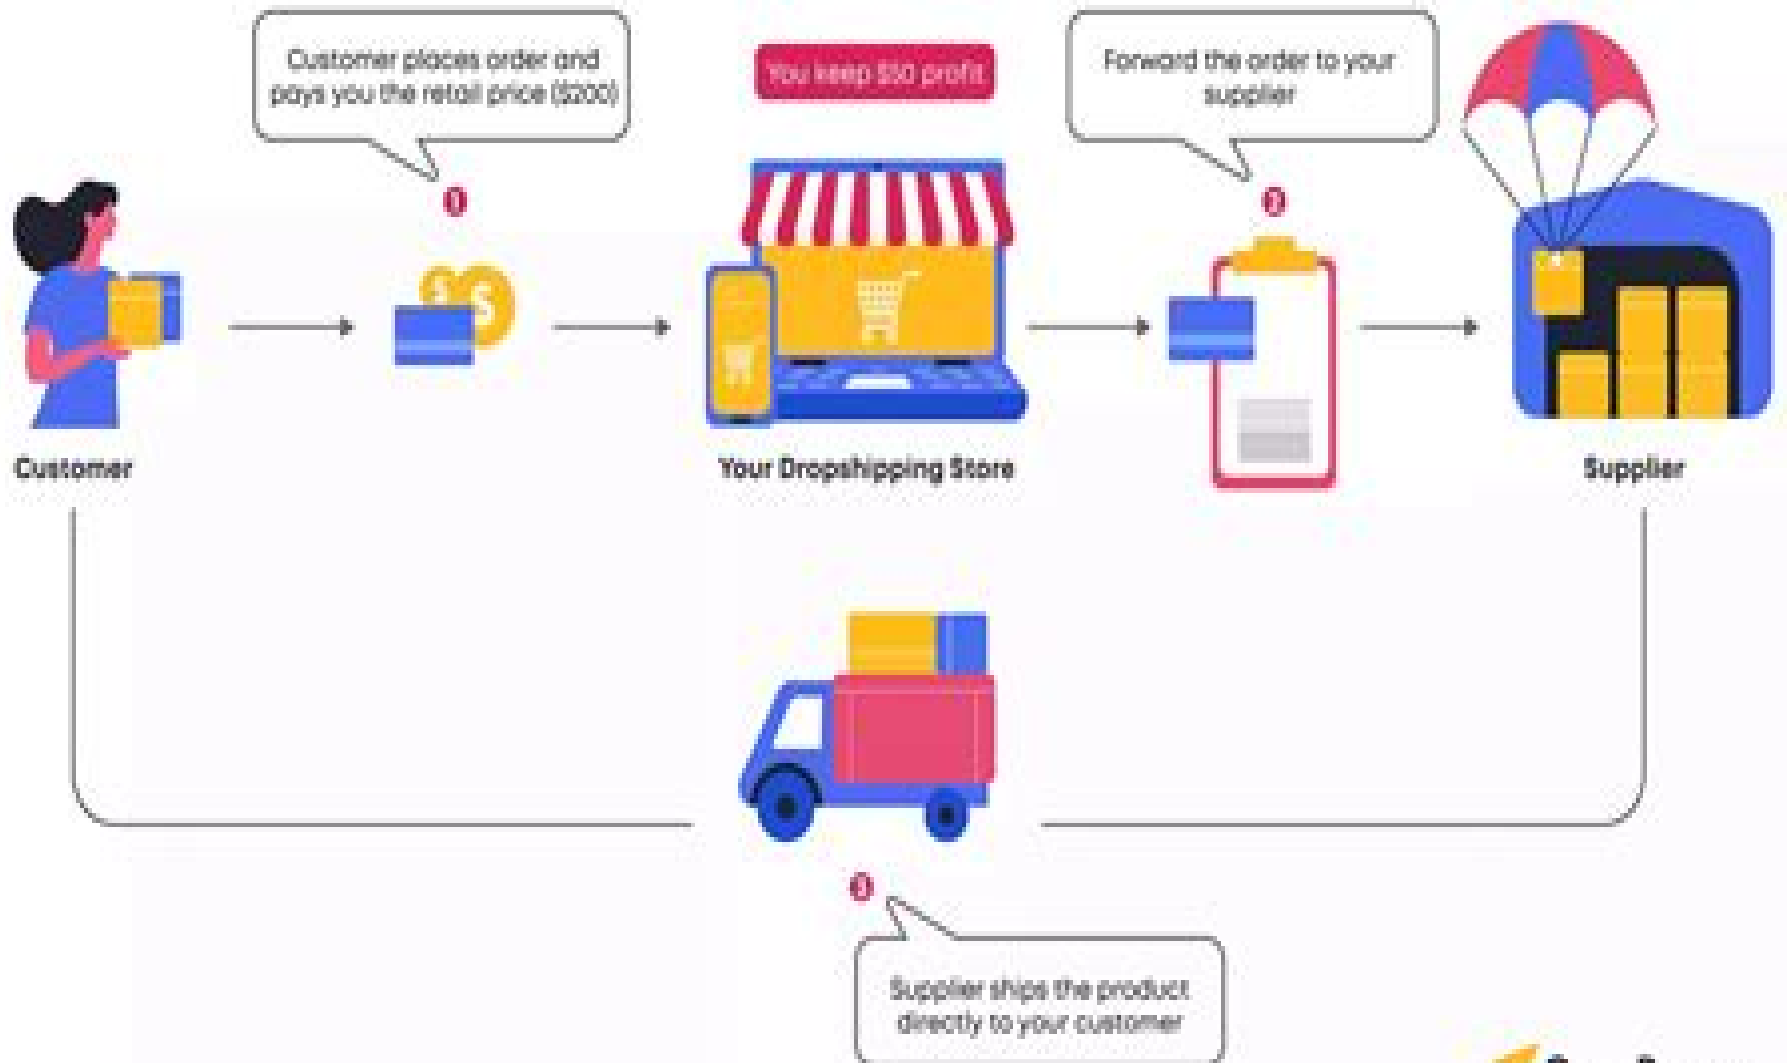 Customer places order and
pays you the retail price ($200)
You keep $50 profit
Forward the order to your
supplier
Customer
Your Dropshipping Store
Supplier
Supplier ships the product
directly to your customer